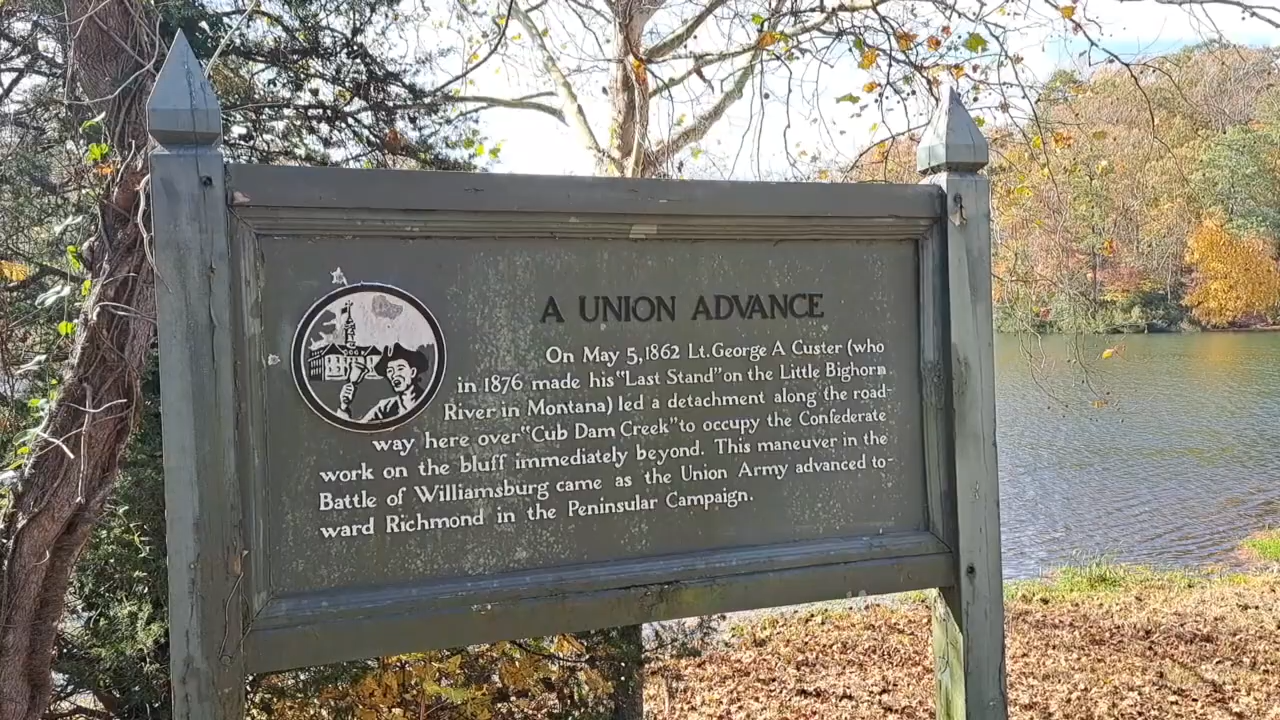 A UNION ADVANCE
On May 5, 1862 Lt. George A Custer (who
in 1876 made his "Last Stand" on the Little Bighorn
River in Montana) led a detachment along the road-
way here over "Cub Dam Creek" to occupy the Confederate
work on the bluff immediately beyond. This maneuver in the
Battle of Williamsburg came as the Union Army advanced to-
ward Richmond in the Peninsular Campaign.